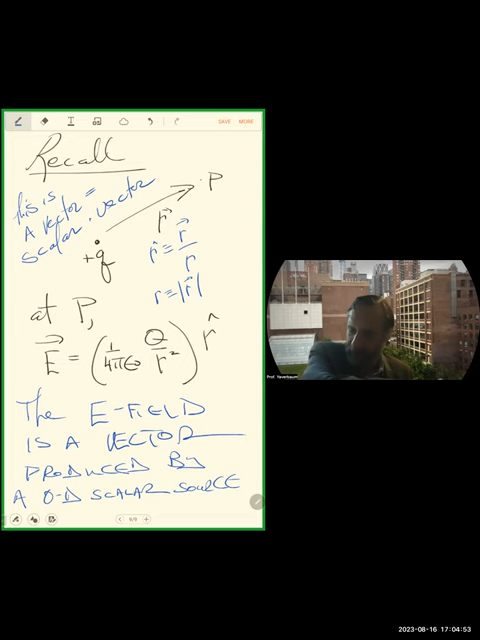 SAVE MORE
Recall
this is
A vector =
scalar · vector
P
r⃗
r̂ = r⃗/r
r = |r⃗|
+q
at P,
E⃗ = (1/4πε₀ Q/r²) r̂
The E-FIELD
IS A VECTOR
PRODUCED BY
A 0-D SCALAR SOURCE
Prof. Yaverbaum
2023-08-16 17:04:53